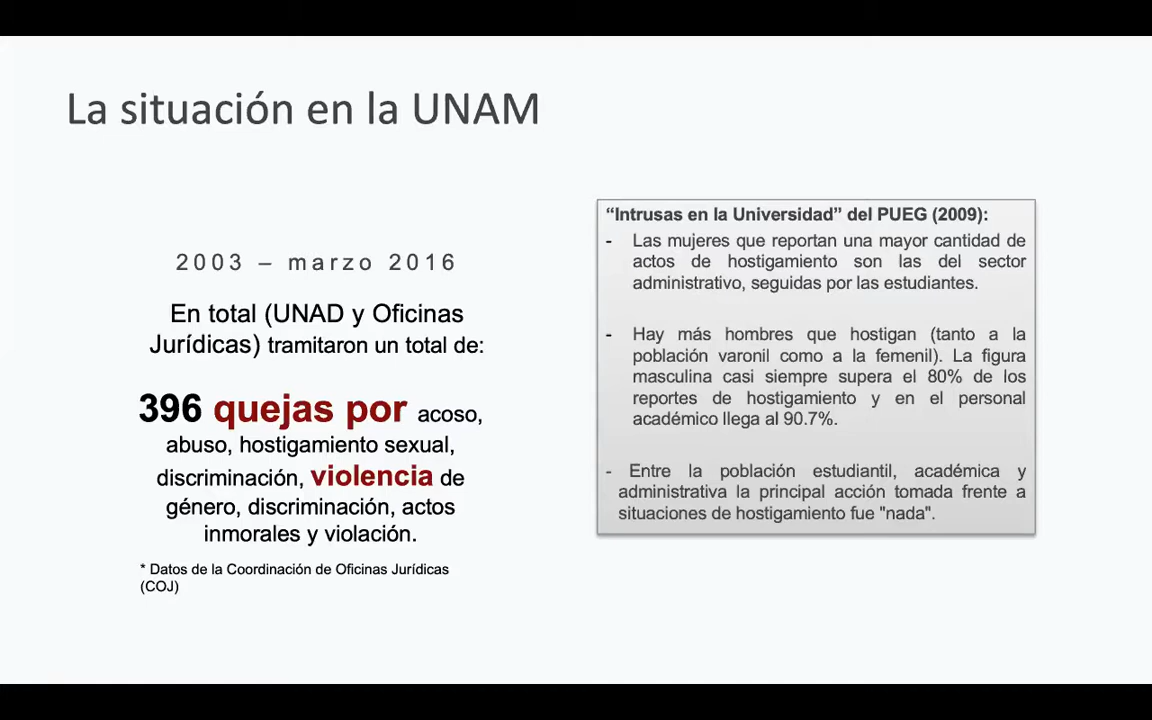 La situación en la UNAM
2003 – marzo 2016
En total (UNAD y Oficinas
Jurídicas) tramitaron un total de:
396 quejas por acoso,
abuso, hostigamiento sexual,
discriminación, violencia de
género, discriminación, actos
inmorales y violación.
* Datos de la Coordinación de Oficinas Jurídicas
(COJ)
“Intrusas en la Universidad” del PUEG (2009):
- Las mujeres que reportan una mayor cantidad de
actos de hostigamiento son las del sector
administrativo, seguidas por las estudiantes.
- Hay más hombres que hostigan (tanto a la
población varonil como a la femenil). La figura
masculina casi siempre supera el 80% de los
reportes de hostigamiento y en el personal
académico llega al 90.7%.
- Entre la población estudiantil, académica y
administrativa la principal acción tomada frente a
situaciones de hostigamiento fue "nada".